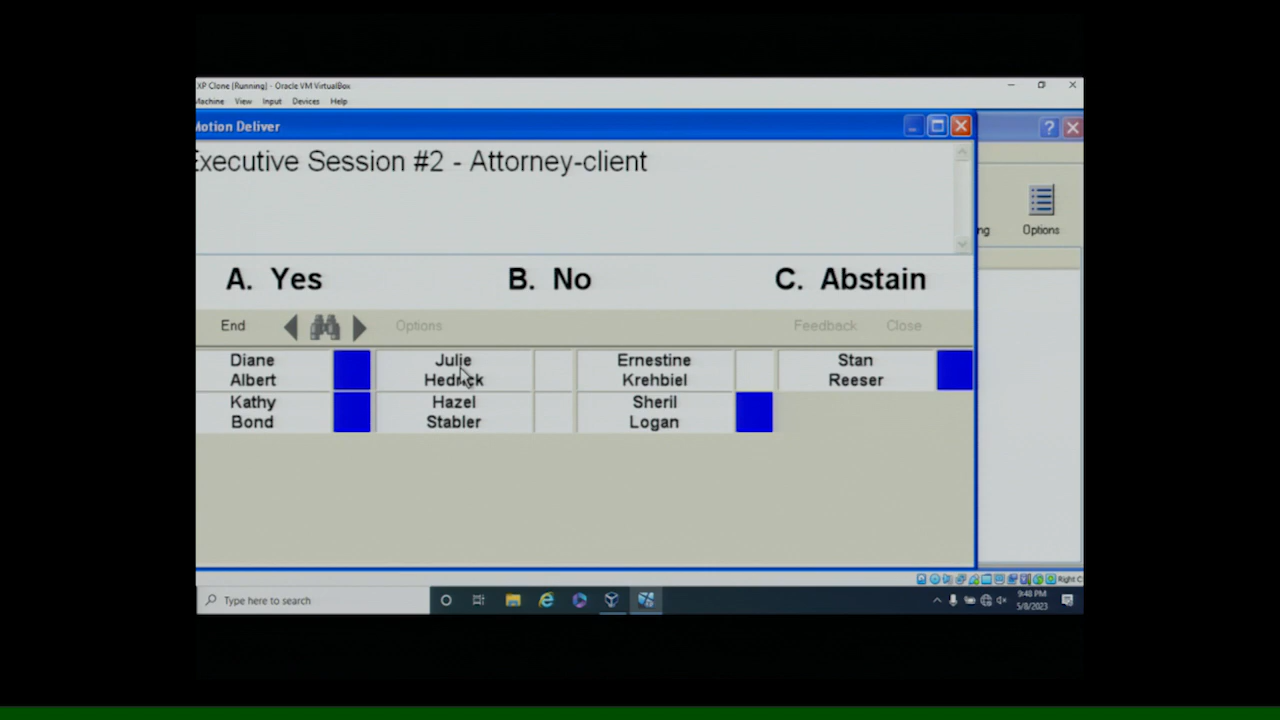 XP Clone [Running] - Oracle VM VirtualBox
Machine View Input Devices Help
Motion Deliver
Executive Session #2 - Attorney-client
ng Options
A. Yes B. No C. Abstain
End Options Feedback Close
Diane Albert
Julie Hedrick
Ernestine Krehbiel
Stan Reeser
Kathy Bond
Hazel Stabler
Sheril Logan
Right C
Type here to search
9:48 PM
5/8/2023